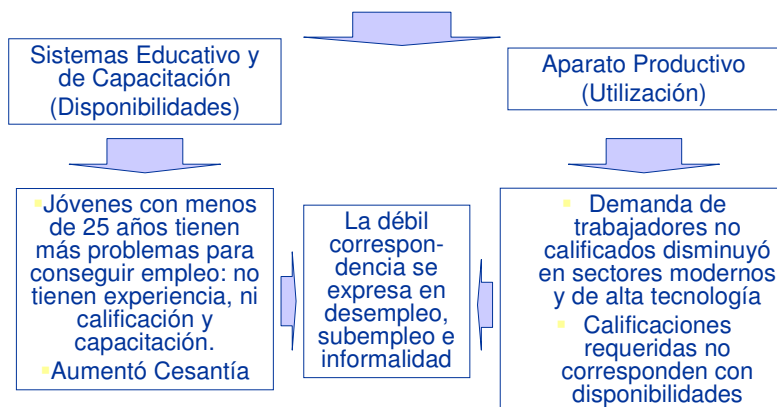 Sistemas Educativo y
de Capacitación
(Disponibilidades)
Aparato Productivo
(Utilización)
Jóvenes con menos
de 25 años tienen
más problemas para
conseguir empleo: no
tienen experiencia, ni
calificación y
capacitación.
Aumentó Cesantía
La débil
correspon-
dencia se
expresa en
desempleo,
subempleo e
informalidad
Demanda de
trabajadores no
calificados disminuyó
en sectores modernos
y de alta tecnología
Calificaciones
requeridas no
corresponden con
disponibilidades